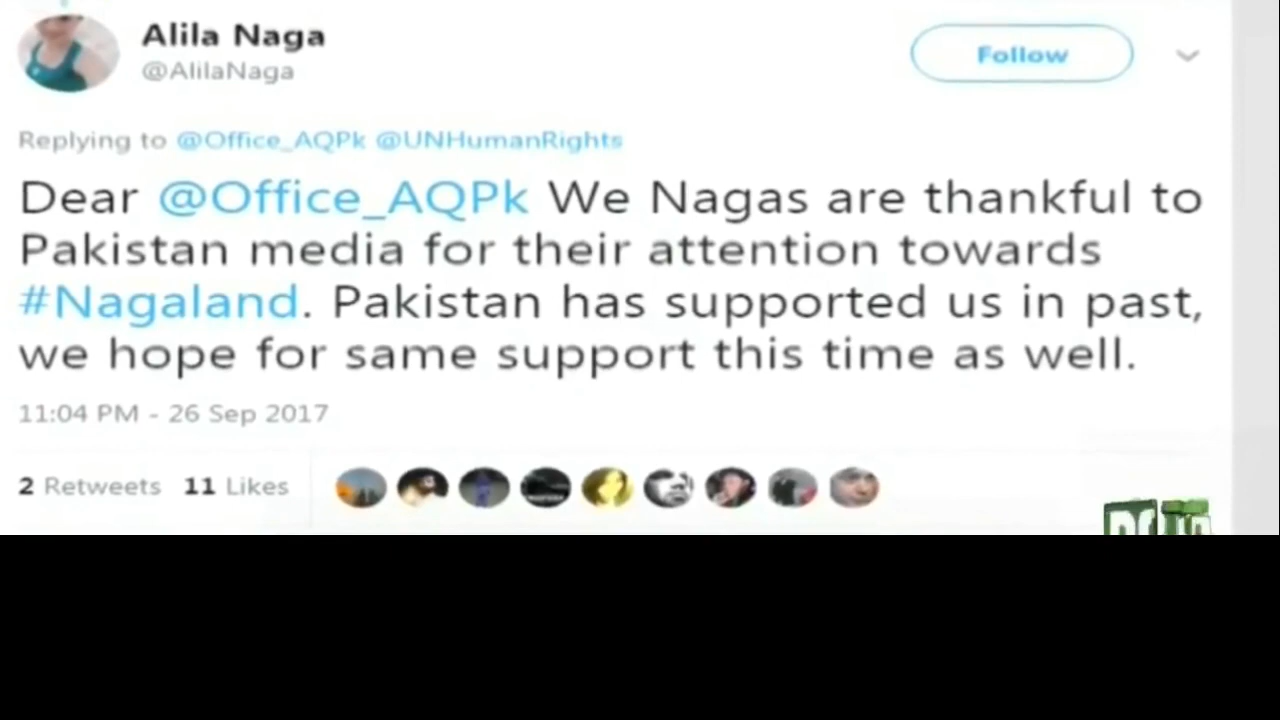 Alila Naga
@AlilaNaga
Follow
Replying to @Office_AQPk @UNHumanRights
Dear @Office_AQPk We Nagas are thankful to
Pakistan media for their attention towards
#Nagaland. Pakistan has supported us in past,
we hope for same support this time as well.
11:04 PM - 26 Sep 2017
2 Retweets 11 Likes